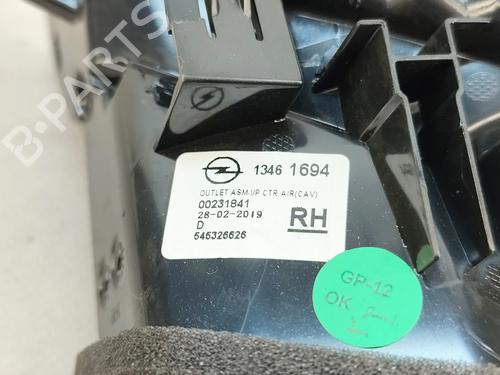 B-PARTS
1346 1694
OUTLET ASM-I/P CTR AIR(CAV)
00231841
28-02-2019
D
546326626
RH
GP-12
OK